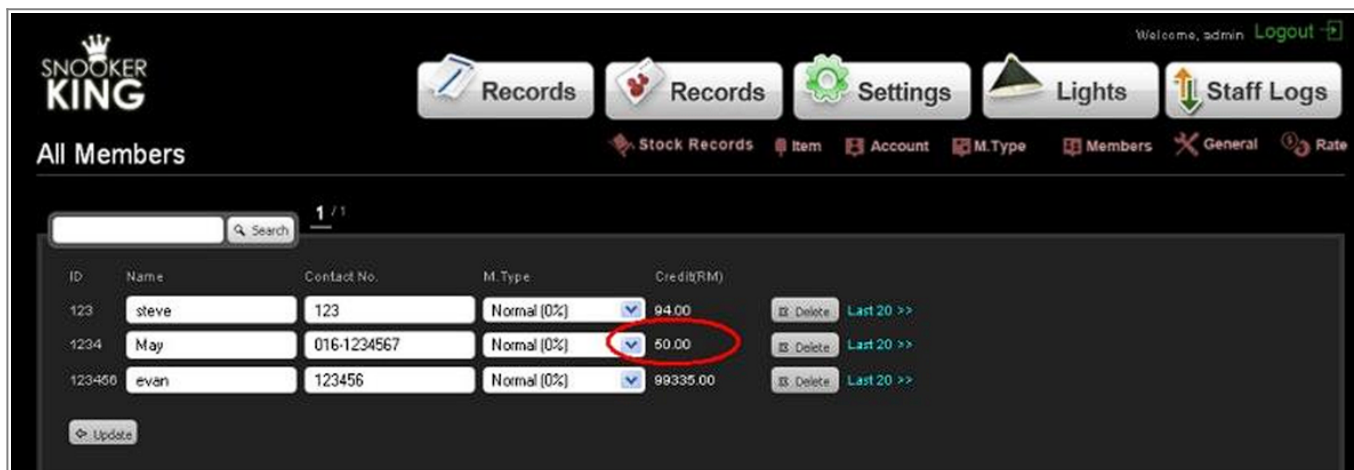 Welcome, admin Logout
SNOOKER
KING
Records Records Settings Lights Staff Logs
All Members
Stock Records Item Account M.Type Members General Rate
1 / 1
Search
ID Name Contact No. M.Type Credit(RM)
123 steve 123 Normal (0%) 94.00 Delete Last 20 >>
1234 May 016-1234567 Normal (0%) 50.00 Delete Last 20 >>
123456 evan 123456 Normal (0%) 99335.00 Delete Last 20 >>
Update